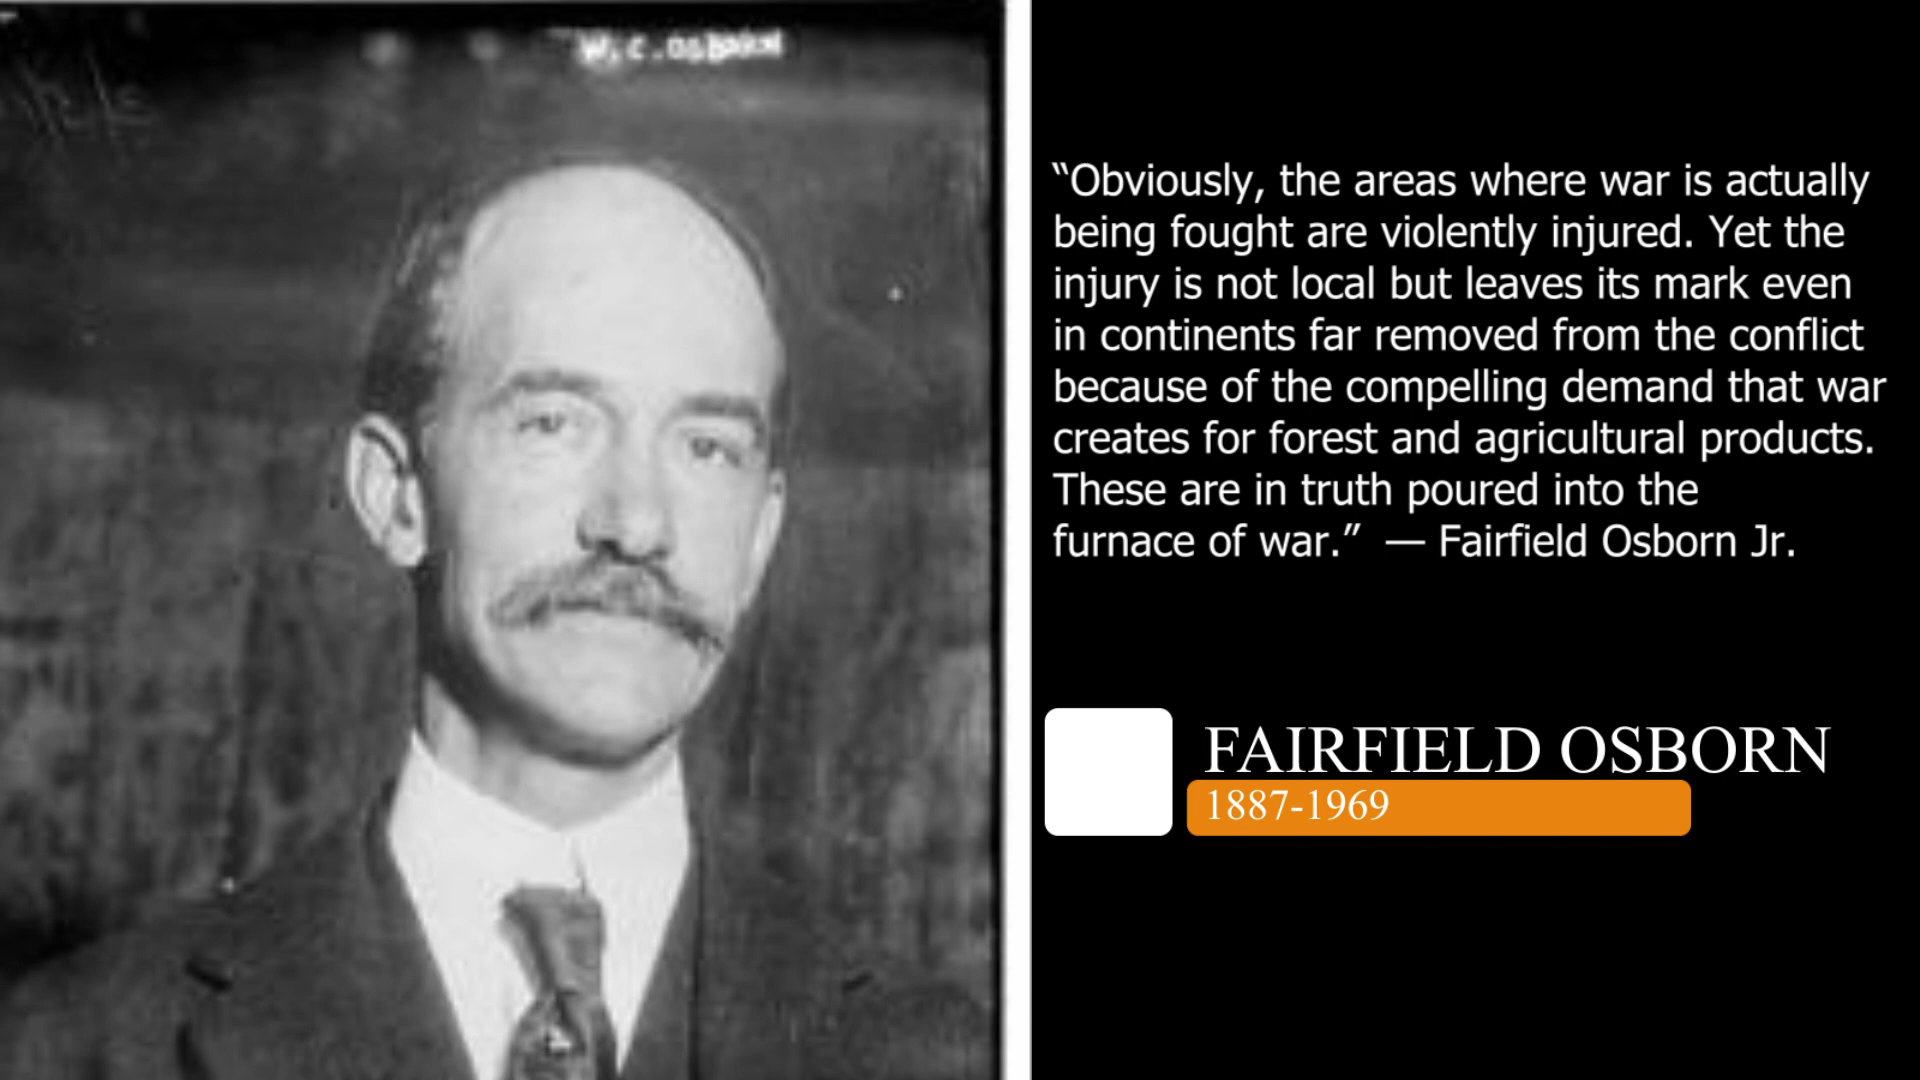 W.C.OSBORN
“Obviously, the areas where war is actually
being fought are violently injured. Yet the
injury is not local but leaves its mark even
in continents far removed from the conflict
because of the compelling demand that war
creates for forest and agricultural products.
These are in truth poured into the
furnace of war.” — Fairfield Osborn Jr.
FAIRFIELD OSBORN
1887-1969